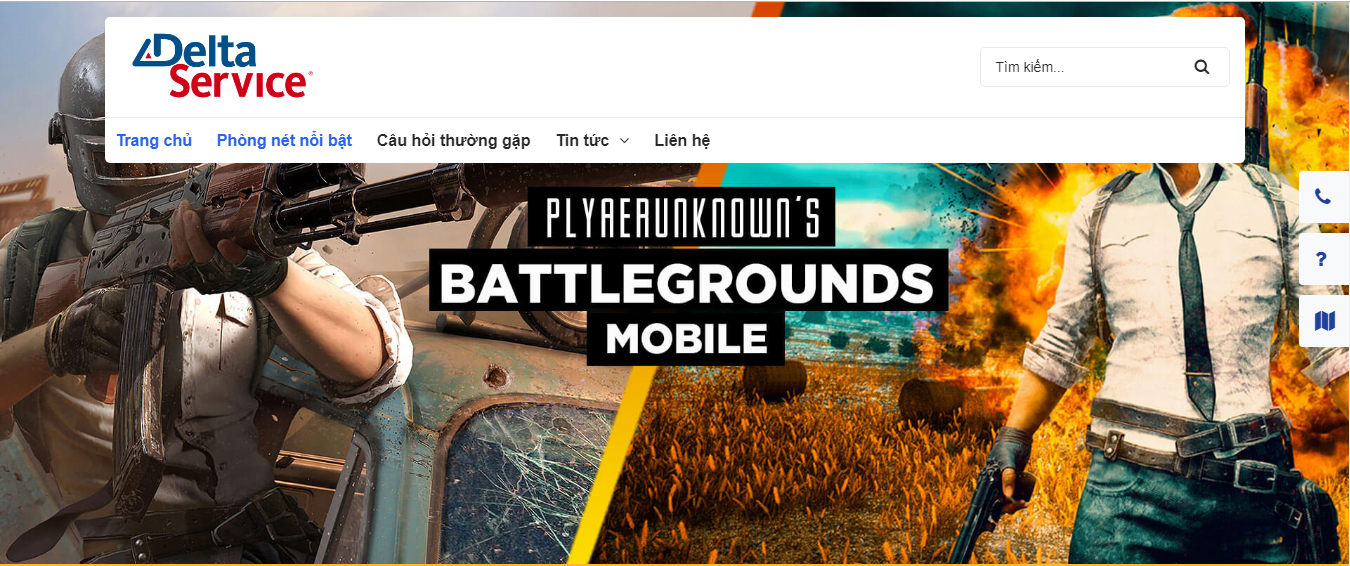 Delta
Service®
Tìm kiếm...
Trang chủ
Phòng nét nổi bật
Câu hỏi thường gặp
Tin tức
Liên hệ
PLYAERUNKNOWN'S
BATTLEGROUNDS
MOBILE
?